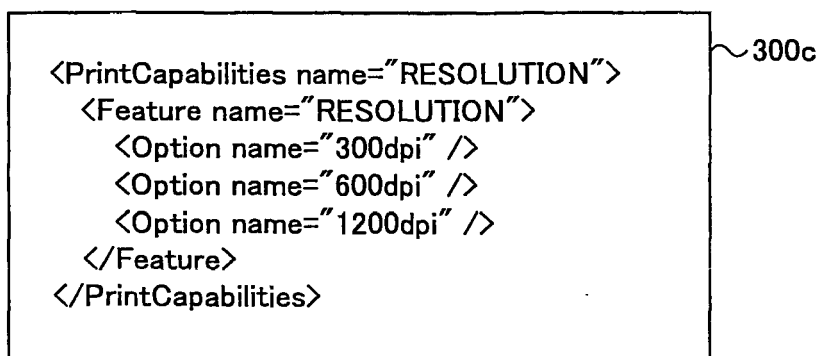 <PrintCapabilities name="RESOLUTION">
<Feature name="RESOLUTION">
<Option name="300dpi" />
<Option name="600dpi" />
<Option name="1200dpi" />
</Feature>
</PrintCapabilities>
300c